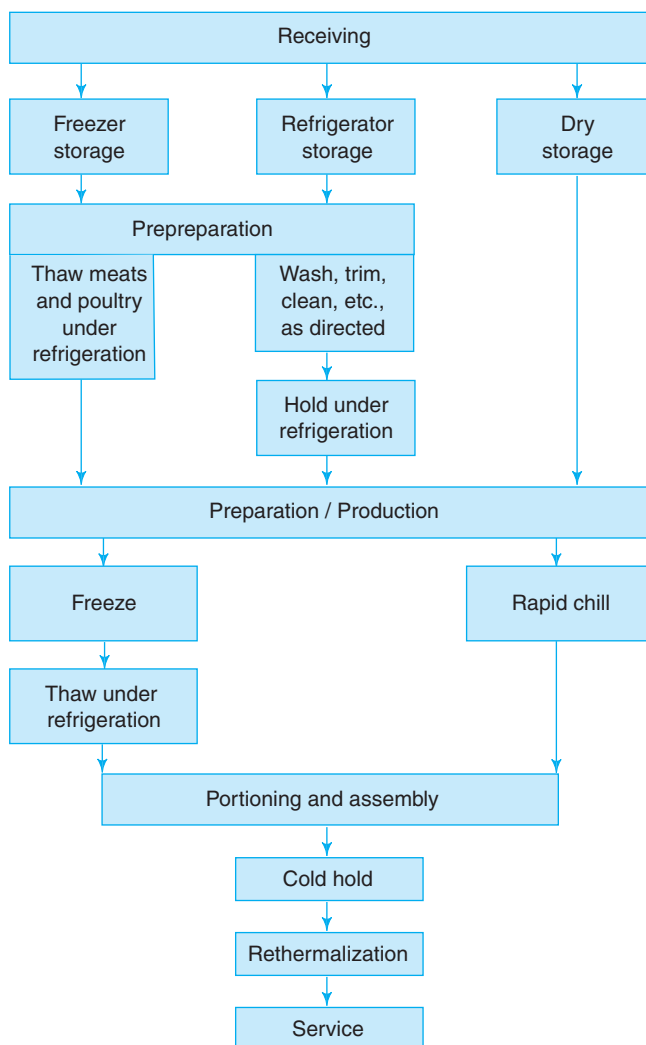 Receiving
Freezer
storage
Refrigerator
storage
Dry
storage
Prepreparation
Thaw meats
and poultry
under
refrigeration
Wash, trim,
clean, etc.,
as directed
Hold under
refrigeration
Preparation / Production
Freeze
Rapid chill
Thaw under
refrigeration
Portioning and assembly
Cold hold
Rethermalization
Service